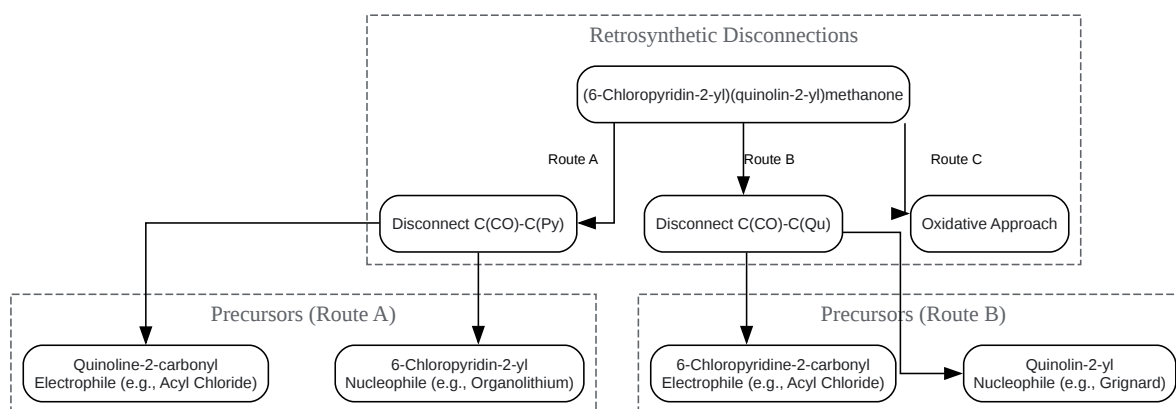 Retrosynthetic Disconnections
(6-Chloropyridin-2-yl)(quinolin-2-yl)methanone
Route A
Route B
Route C
Disconnect C(CO)-C(Py)
Disconnect C(CO)-C(Qu)
Oxidative Approach
Precursors (Route A)
Quinoline-2-carbonyl
Electrophile (e.g., Acyl Chloride)
6-Chloropyridin-2-yl
Nucleophile (e.g., Organolithium)
Precursors (Route B)
6-Chloropyridine-2-carbonyl
Electrophile (e.g., Acyl Chloride)
Quinolin-2-yl
Nucleophile (e.g., Grignard)